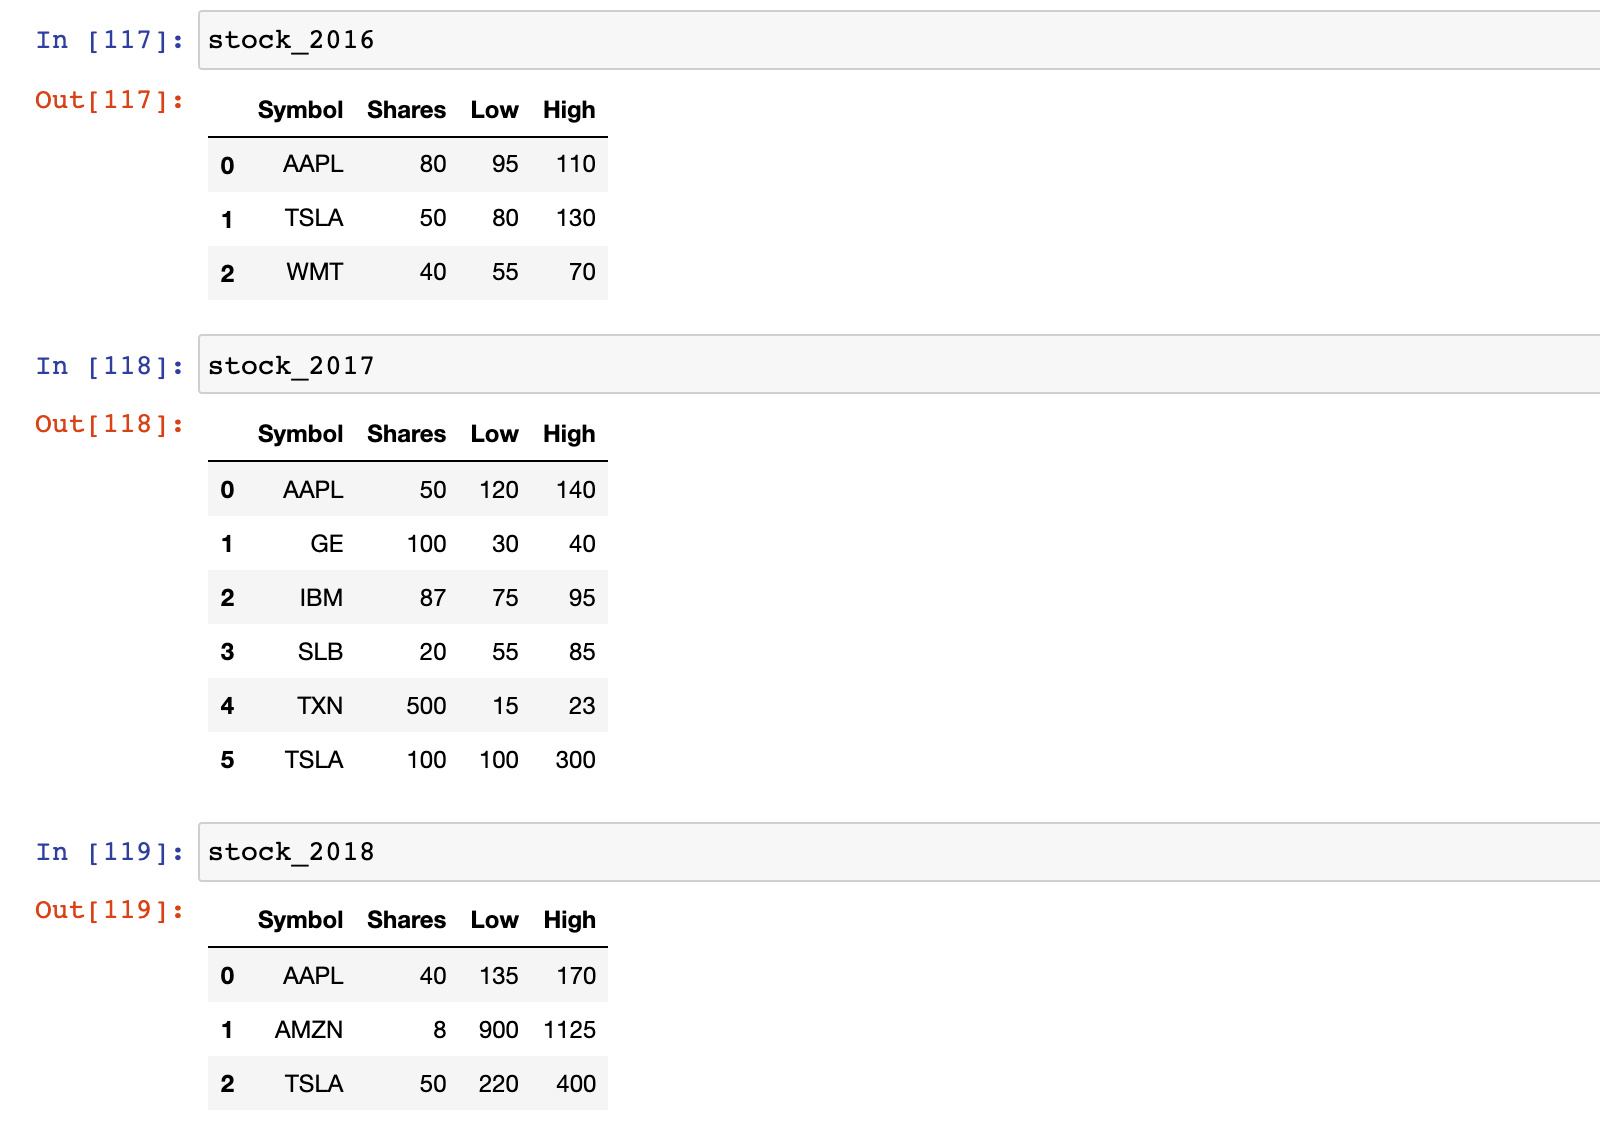 In [117]: stock_2016
Out[117]:
Symbol Shares Low High
0 AAPL 80 95 110
1 TSLA 50 80 130
2 WMT 40 55 70
In [118]: stock_2017
Out[118]:
Symbol Shares Low High
0 AAPL 50 120 140
1 GE 100 30 40
2 IBM 87 75 95
3 SLB 20 55 85
4 TXN 500 15 23
5 TSLA 100 100 300
In [119]: stock_2018
Out[119]:
Symbol Shares Low High
0 AAPL 40 135 170
1 AMZN 8 900 1125
2 TSLA 50 220 400